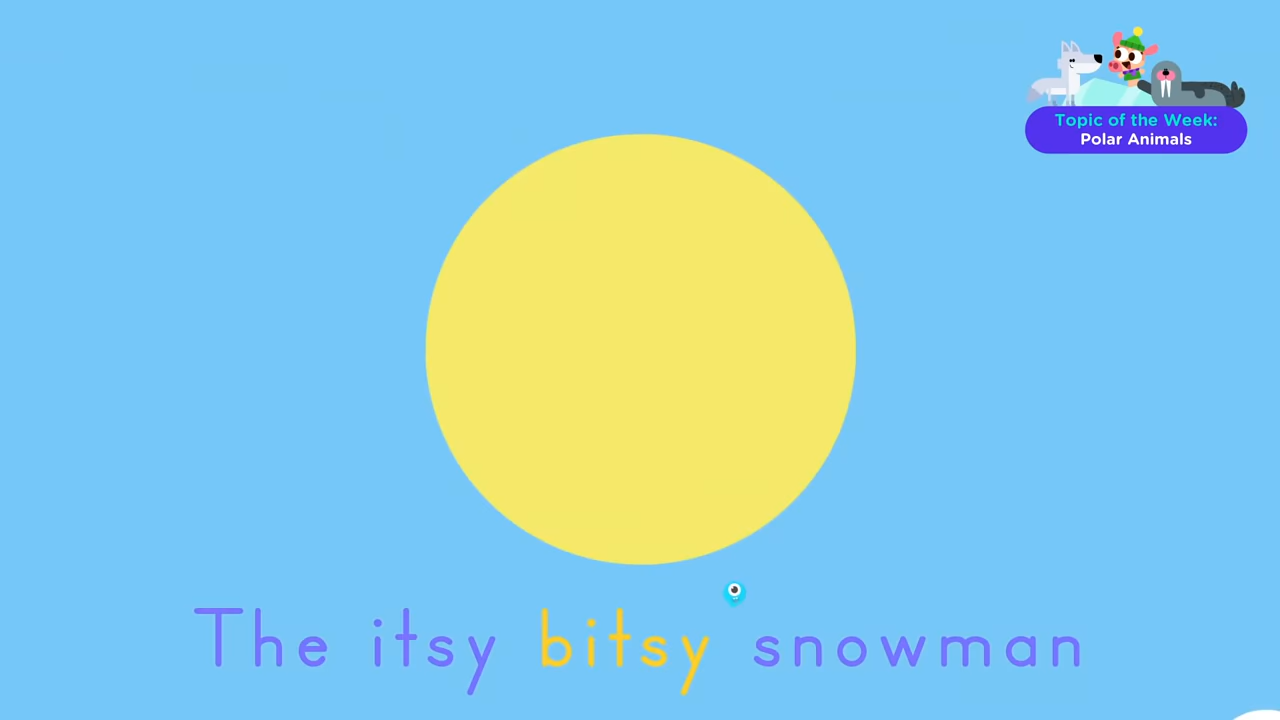 Topic of the Week:
Polar Animals
The itsy bitsy snowman